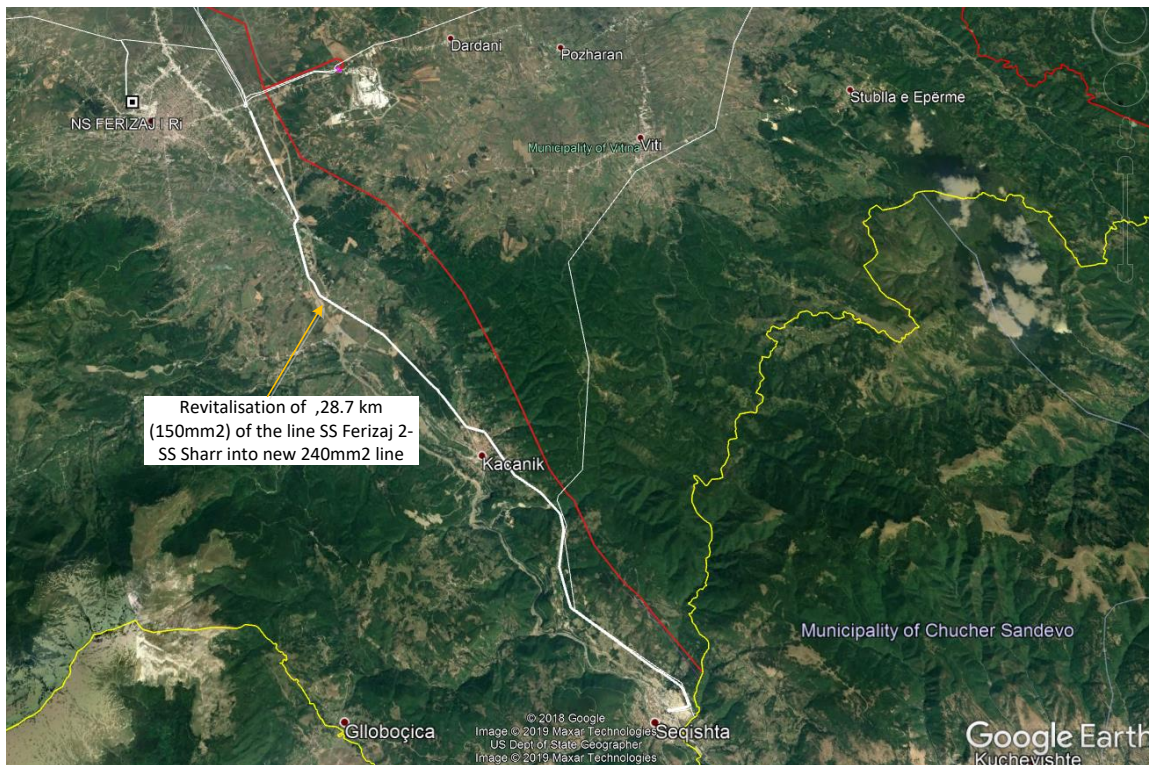 Dardani
Pozharan
Stublla e Epërme
NS FERIZAJ I Ri
Municipality of Vitina
Viti
Revitalisation of ,28.7 km
(150mm2) of the line SS Ferizaj 2-
SS Sharr into new 240mm2 line
Kaçanik
Municipality of Chucher Sandevo
Glloboçica
© 2018 Google
Image © 2019 Maxar Technologies
US Dept of State Geographer
Image © 2019 Maxar Technologies
Seqishta
Google Earth
Kuchevishte